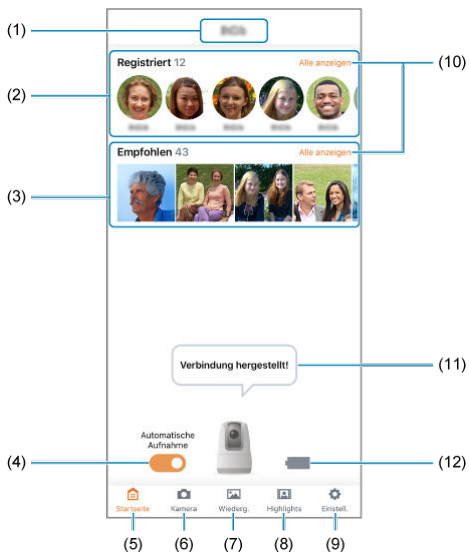 (1)
Registriert 12 Alle anzeigen
(10)
(2)
Empfohlen 43 Alle anzeigen
(3)
Verbindung hergestellt!
(11)
Automatische
Aufnahme
(4)
(12)
Startseite Kamera Wiederg. Highlights Einstell.
(5) (6) (7) (8) (9)